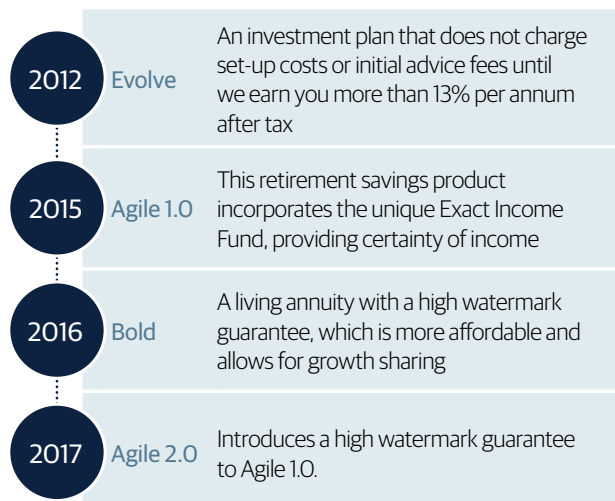 2012
Evolve
An investment plan that does not charge
set-up costs or initial advice fees until
we earn you more than 13% per annum
after tax
2015
Agile 1.0
This retirement savings product
incorporates the unique Exact Income
Fund, providing certainty of income
2016
Bold
A living annuity with a high watermark
guarantee, which is more affordable and
allows for growth sharing
2017
Agile 2.0
Introduces a high watermark guarantee
to Agile 1.0.